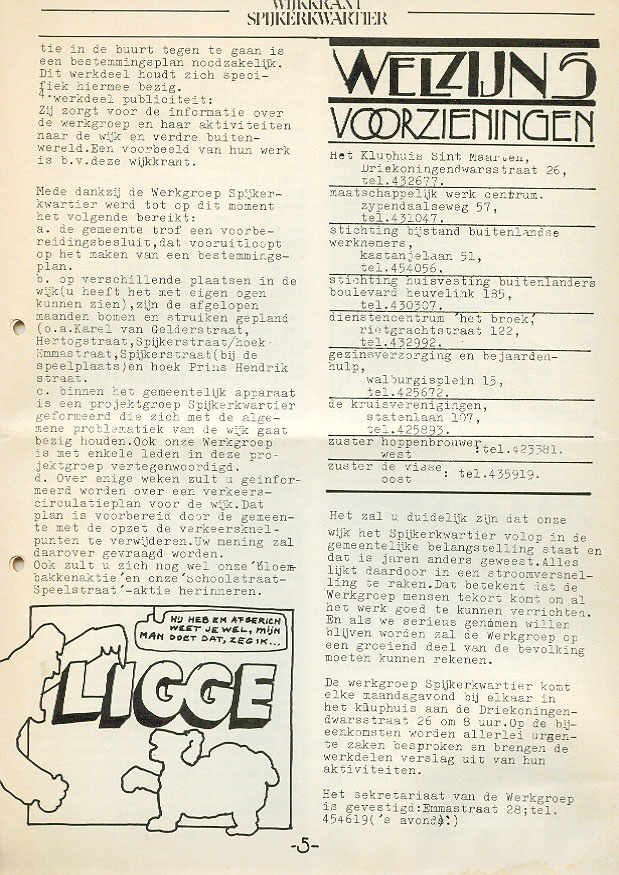 WIJKKRANT
SPIJKERKWARTIER
tie in de buurt tegen te gaan is
een bestemmingsplan noodzakelijk.
Dit werkdeel houdt zich speci-
fiek hiermee bezig.
4.werkdeel publiciteit:
Zij zorgt voor de informatie over
de werkgroep en haar aktiviteiten
naar de wijk en verdre buiten-
wereld.Een voorbeeld van hun werk
is b.v.deze wijkkrant.
Mede dankzij de Werkgroep Spijker-
kwartier werd tot op dit moment
het volgende bereikt:
a. de gemeente trof een voorbe-
reidingsbesluit,dat vooruitloopt
op het maken van een bestemmings-
plan.
b. op verschillende plaatsen in de
wijk(u heeft het met eigen ogen
kunnen zien),zijn de afgelopen
maanden bomen en struiken gepland
(o.a.Karel van Gelderstraat,
Hertogstraat,Spijkerstraat/hoek
Emmastraat,Spijkerstraat(bij de
speelplaats)en hoek Prins Hendrik
straat.
c. binnen het gemeentelijk apparaat
is een projektgroep Spijkerkwartier
geformeerd die zich met de alge-
mene problematiek van de wijk gaat
bezig houden.Ook onze Werkgroep
is met enkele leden in deze pro-
jektgroep vertegenwoordigd.
d. Over enige weken zult u geinfor-
meerd worden over een verkeers-
circulatieplan voor de wijk.Dat
plan is voorbereid door de gemeen-
te met de opzet de verkeersknel-
punten te verwijderen.Uw mening zal
daarover gevraagd worden.
Ook zult u zich nog wel onze 'Bloem-
bakkenaktie'en onze 'Schoolstraat-
Speelstraat'-aktie herinneren.
HIJ HEB EM AFGERICH
WEET JE WEL, MIJN
MAN DOET DAT, ZEG IK...
LIGGE
WELZIJNS
VOORZIENINGEN
Het Kluphuis Sint Maarten,
Driekoningendwarsstraat 26,
tel.432677.
maatschappelijk werk centrum.
zypendaalseweg 57,
tel.431047.
stichting bijstand buitenlandse
werknemers,
kastanjelaan 51,
tel.454056.
stichting huisvesting buitenlanders
boulevard heuvelink 185,
tel.430307.
dienstencentrum 'het broek,'
rietgrachtstraat 122,
tel.432992.
gezinsverzorging en bejaarden-
hulp,
walburgisplein 15,
tel.425672.
de kruisverenigingen,
statenlaan 107,
tel.425893.
zuster hoppenbrouwer
west :tel.423381.
zuster de visse
oost : tel.435919.
Het zal u duidelijk zijn dat onze
wijk het Spijkerkwartier volop in de
gemeentelijke belangstelling staat en
dat is jaren anders geweest.Alles
lijkt daardoor in een stroomversnel-
ling te raken.Dat betekent dat de
Werkgroep mensen tekort komt om al
het werk goed te kunnen verrichten.
En als we serieus genomen willen
blijven worden zal de Werkgroep op
een groeiend deel van de bevolking
moeten kunnen rekenen.
De werkgroep Spijkerkwartier komt
elke maandagavond bij elkaar in
het kluphuis aan de Driekoningen-
dwarsstraat 26 om 8 uur.Op de bij-
eenkomsten worden allerlei urgen-
te zaken besproken en brengen de
werkdelen verslag uit van hun
aktiviteiten.
Het sekretariaat van de Werkgroep
is gevestigd:Emmastraat 28;tel.
454619('s avonds!)
-5-